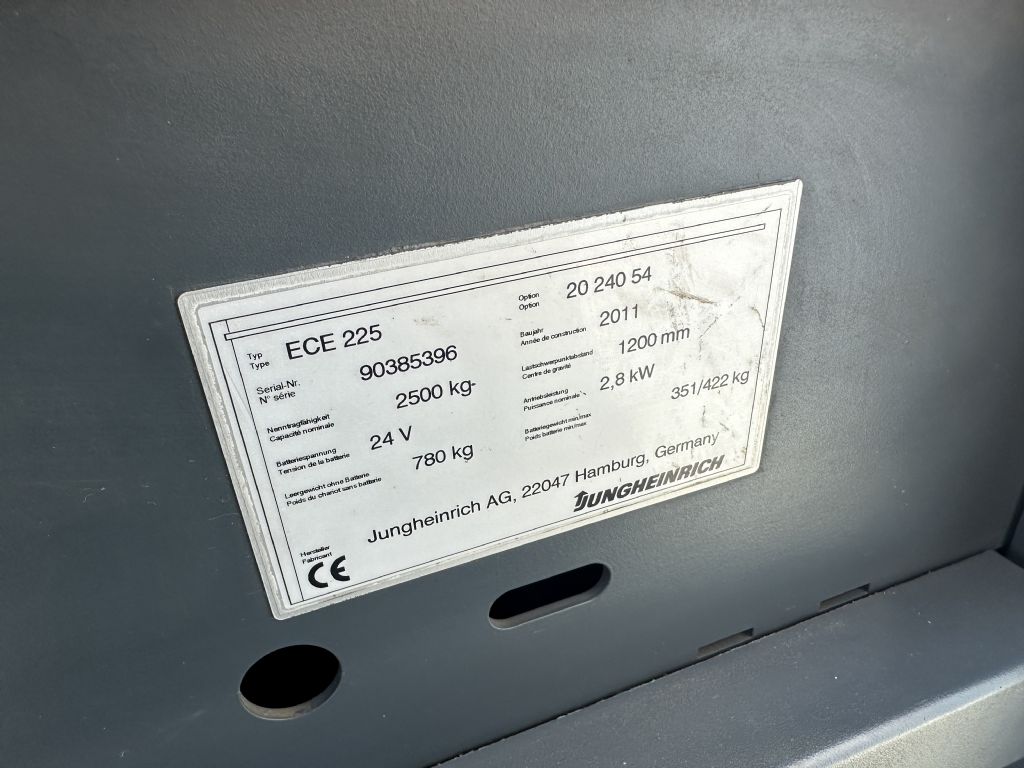 Typ
Type
ECE 225
Option
Option
20 240 54
Serial-Nr.
N° série
90385396
Baujahr
Année de construction
2011
Nenntragfähigkeit
Capacité nominale
2500 kg
Lastschwerpunktabstand
Centre de gravité
1200 mm
Batteriespannung
Tension de la batterie
24 V
Antriebsleistung
Puissance nominale
2,8 kW
Leergewicht ohne Batterie
Poids du chariot sans batterie
780 kg
Batteriegewicht min/max
Poids batterie min/max
351/422 kg
Hersteller
Fabricant
Jungheinrich AG, 22047 Hamburg, Germany
CE
JUNGHEINRICH